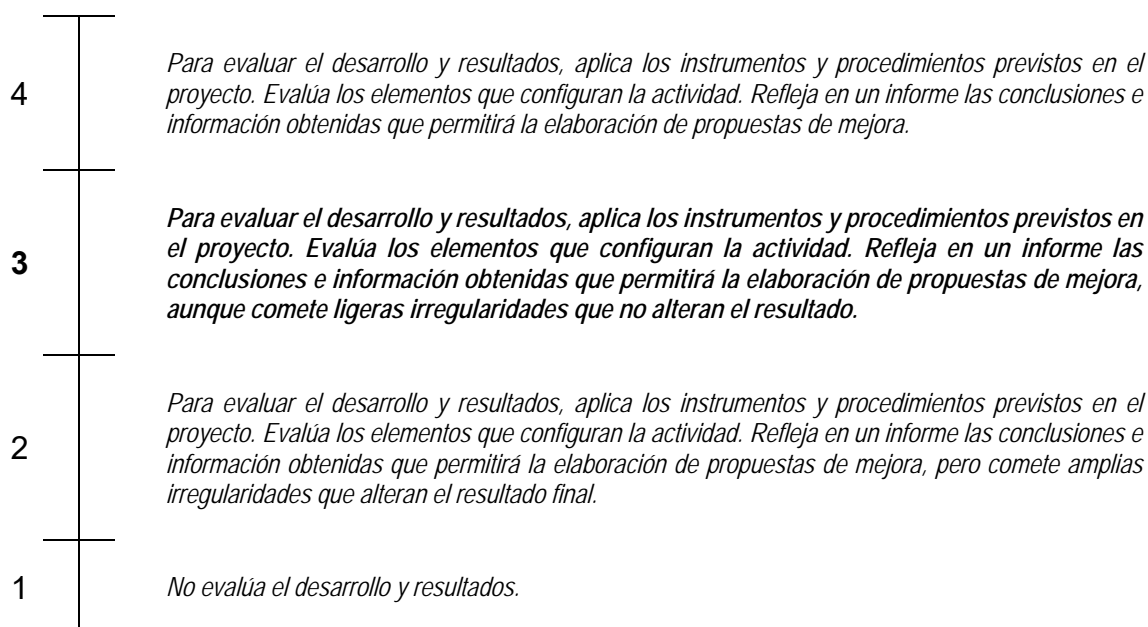 4
Para evaluar el desarrollo y resultados, aplica los instrumentos y procedimientos previstos en el
proyecto. Evalúa los elementos que configuran la actividad. Refleja en un informe las conclusiones e
información obtenidas que permitirá la elaboración de propuestas de mejora.
3
Para evaluar el desarrollo y resultados, aplica los instrumentos y procedimientos previstos en
el proyecto. Evalúa los elementos que configuran la actividad. Refleja en un informe las
conclusiones e información obtenidas que permitirá la elaboración de propuestas de mejora,
aunque comete ligeras irregularidades que no alteran el resultado.
2
Para evaluar el desarrollo y resultados, aplica los instrumentos y procedimientos previstos en el
proyecto. Evalúa los elementos que configuran la actividad. Refleja en un informe las conclusiones e
información obtenidas que permitirá la elaboración de propuestas de mejora, pero comete amplias
irregularidades que alteran el resultado final.
1
No evalúa el desarrollo y resultados.